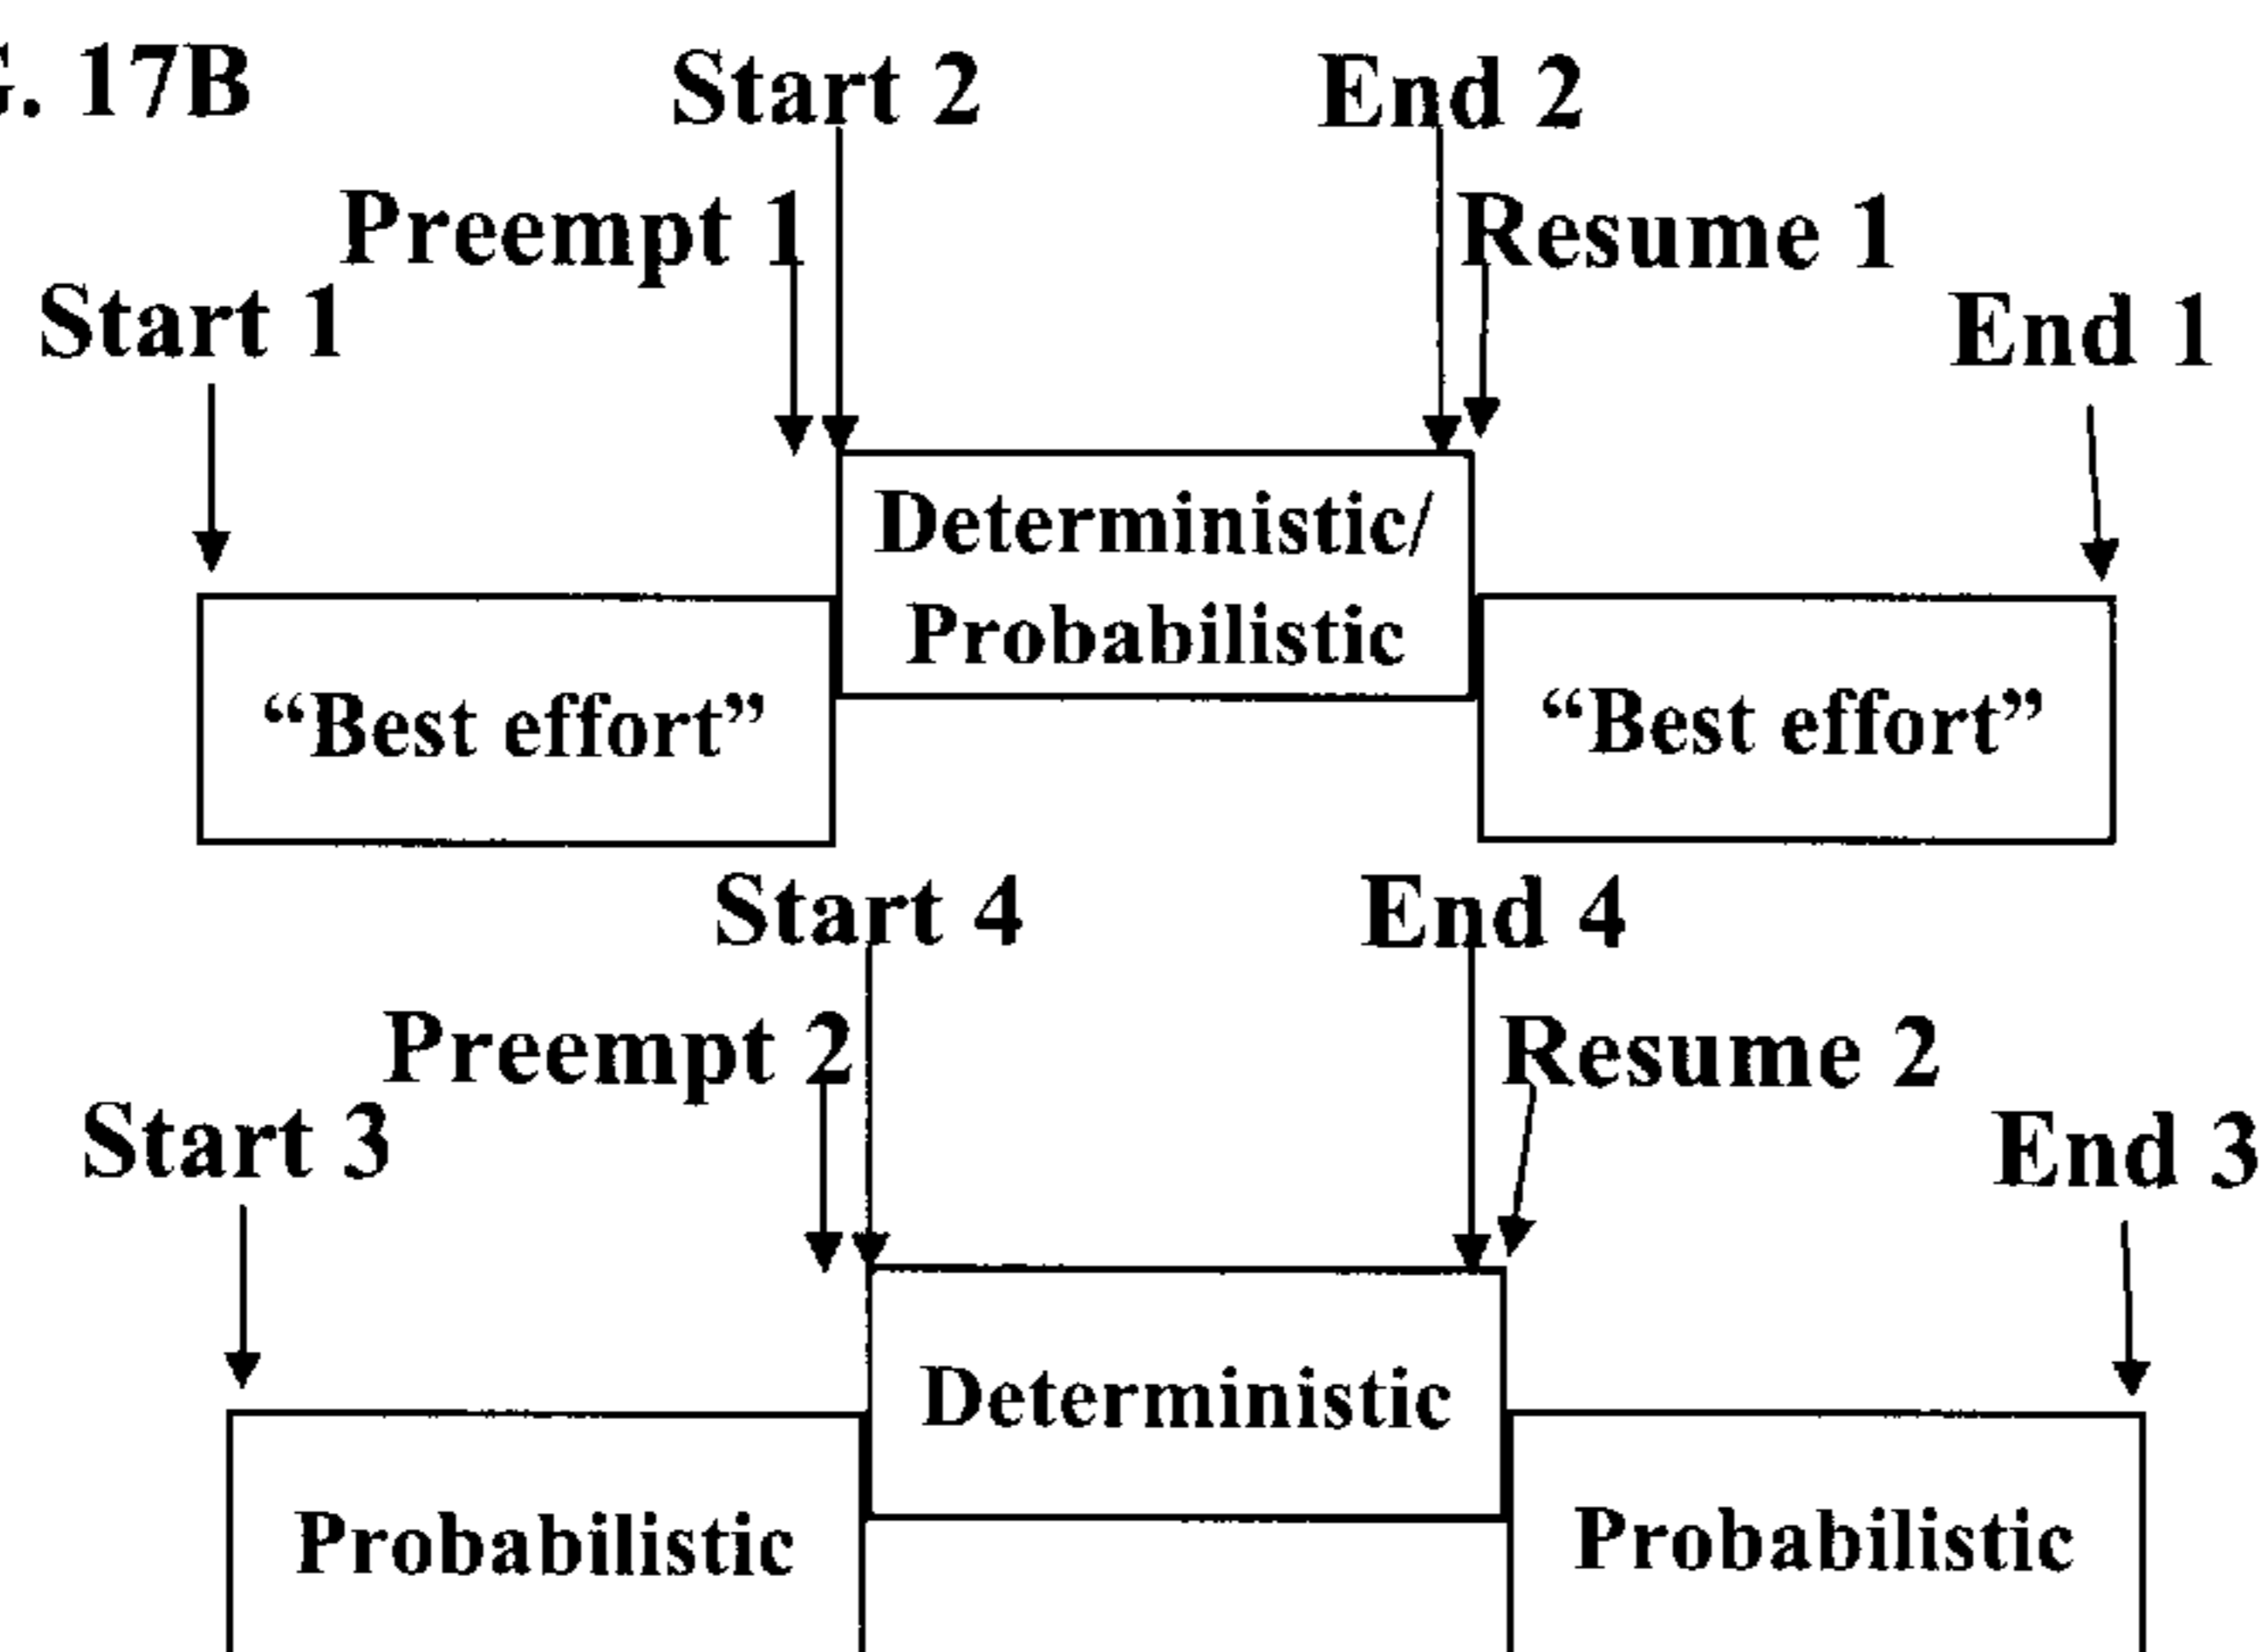 G. 17B
Start 2
End 2
Preempt 1
Resume 1
Start 1
End 1
Deterministic/
Probabilistic
“Best effort”
“Best effort”
Start 4
End 4
Preempt 2
Resume 2
Start 3
End 3
Deterministic
Probabilistic
Probabilistic